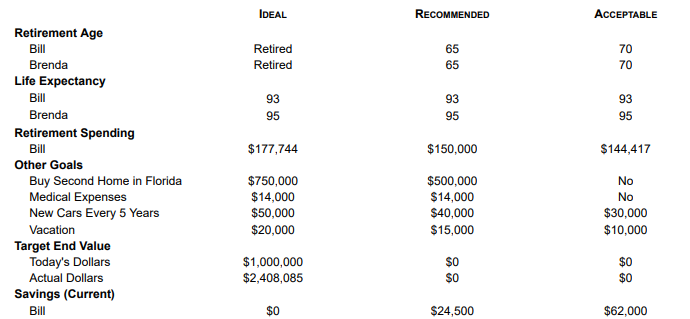 IDEAL RECOMMENDED ACCEPTABLE
Retirement Age
Bill Retired 65 70
Brenda Retired 65 70
Life Expectancy
Bill 93 93 93
Brenda 95 95 95
Retirement Spending
Bill $177,744 $150,000 $144,417
Other Goals
Buy Second Home in Florida $750,000 $500,000 No
Medical Expenses $14,000 $14,000 No
New Cars Every 5 Years $50,000 $40,000 $30,000
Vacation $20,000 $15,000 $10,000
Target End Value
Today's Dollars $1,000,000 $0 $0
Actual Dollars $2,408,085 $0 $0
Savings (Current)
Bill $0 $24,500 $62,000